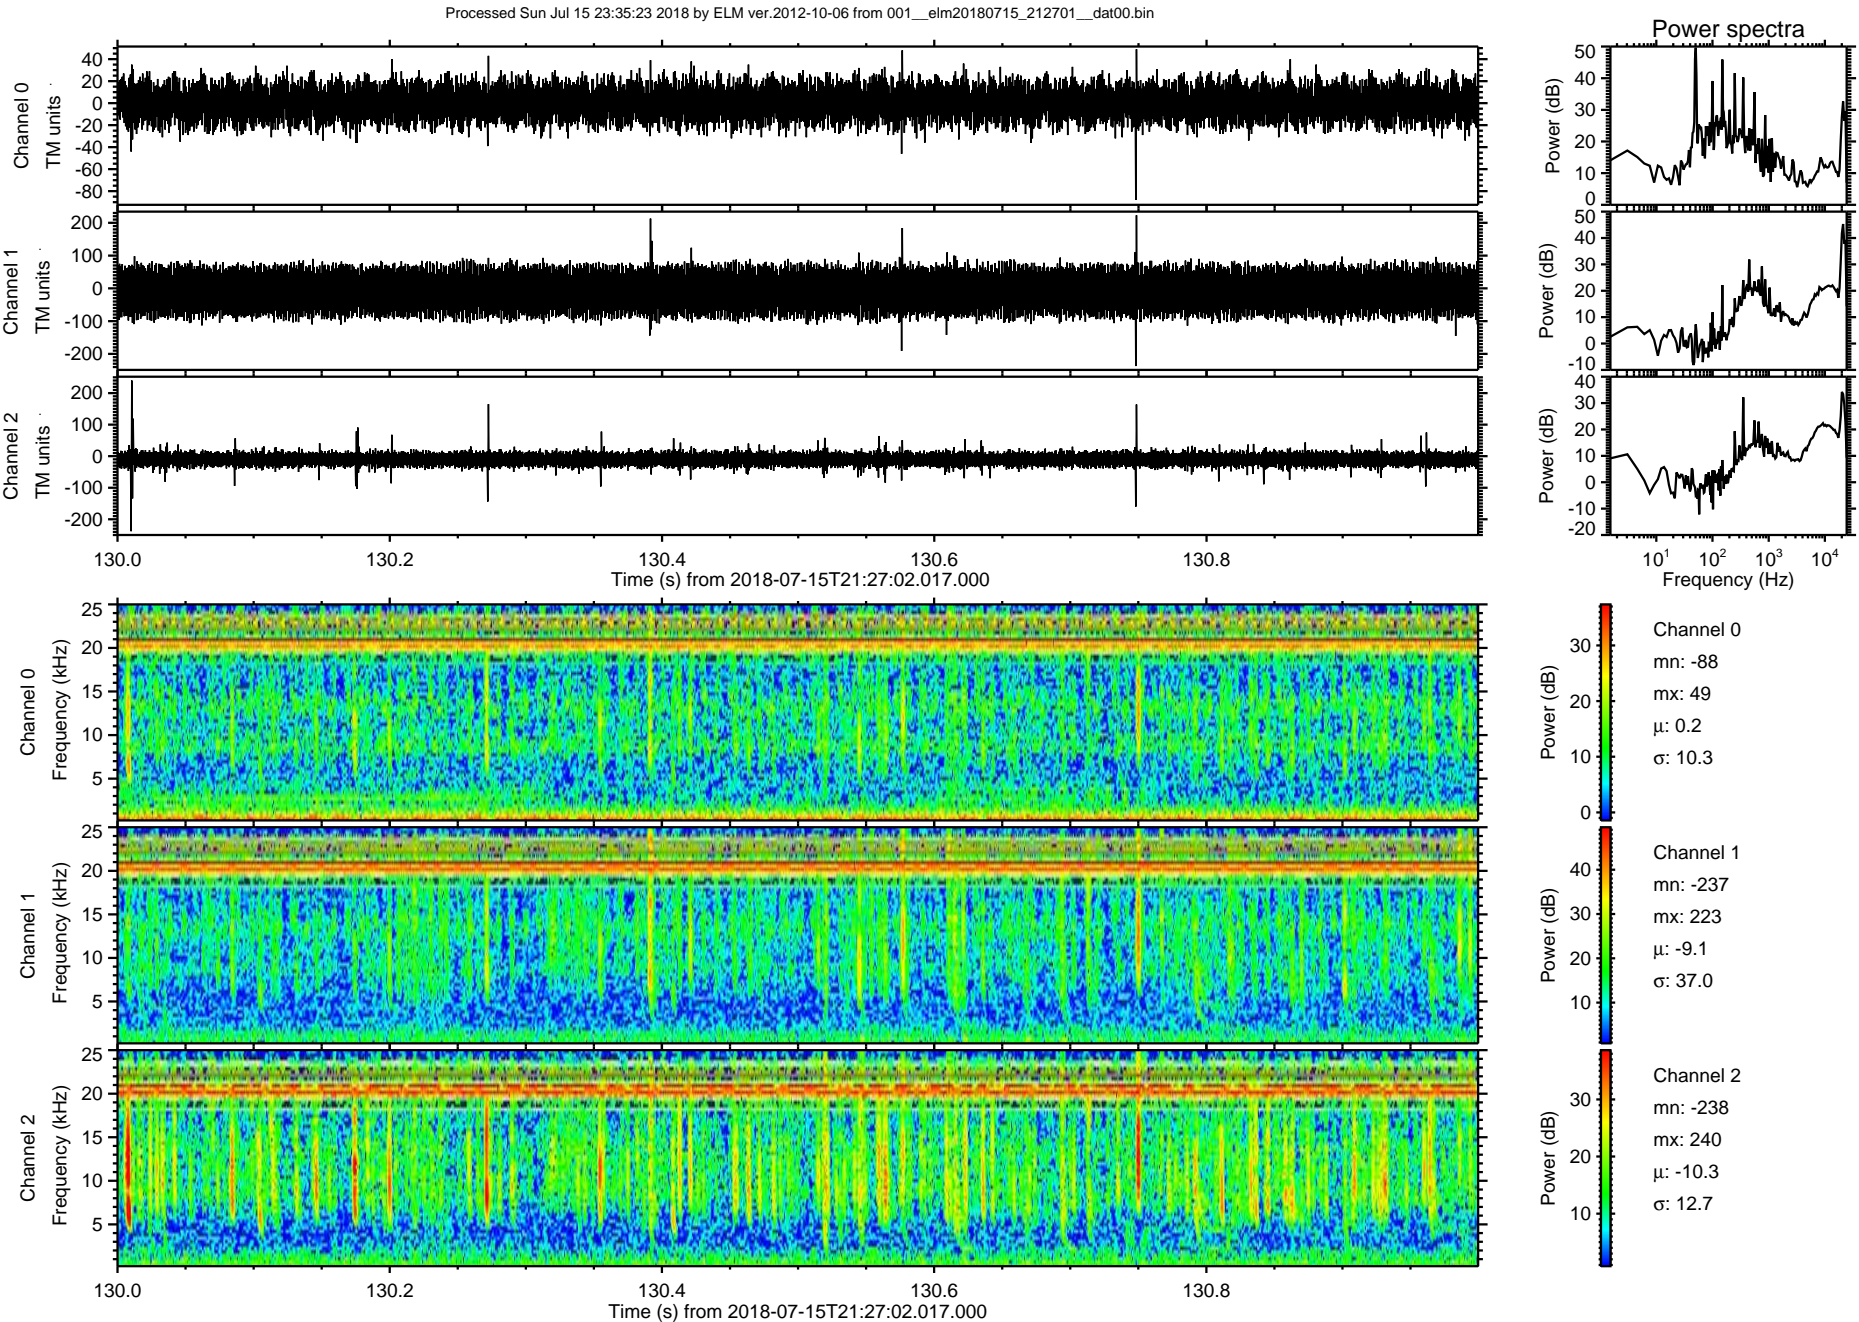 Processed Sun Jul 15 23:35:23 2018 by ELM ver.2012-10-06 from 001__elm20180715_212701__dat00.bin
Power spectra
Channel 0
TM units
40
20
0
-20
-40
-60
-80
Power (dB)
50
40
30
20
10
0
Channel 1
TM units
200
100
0
-100
-200
Power (dB)
50
40
30
20
10
0
-10
Channel 2
TM units
200
100
0
-100
-200
Power (dB)
40
30
20
10
0
-10
-20
130.0 130.2 130.4 130.6 130.8
Time (s) from 2018-07-15T21:27:02.017.000
10¹ 10² 10³ 10⁴
Frequency (Hz)
Channel 0
Frequency (kHz)
25
20
15
10
5
Power (dB)
30
20
10
0
Channel 0
mn: -88
mx: 49
μ: 0.2
σ: 10.3
Channel 1
Frequency (kHz)
25
20
15
10
5
Power (dB)
40
30
20
10
Channel 1
mn: -237
mx: 223
μ: -9.1
σ: 37.0
Channel 2
Frequency (kHz)
25
20
15
10
5
Power (dB)
30
20
10
Channel 2
mn: -238
mx: 240
μ: -10.3
σ: 12.7
130.0 130.2 130.4 130.6 130.8
Time (s) from 2018-07-15T21:27:02.017.000